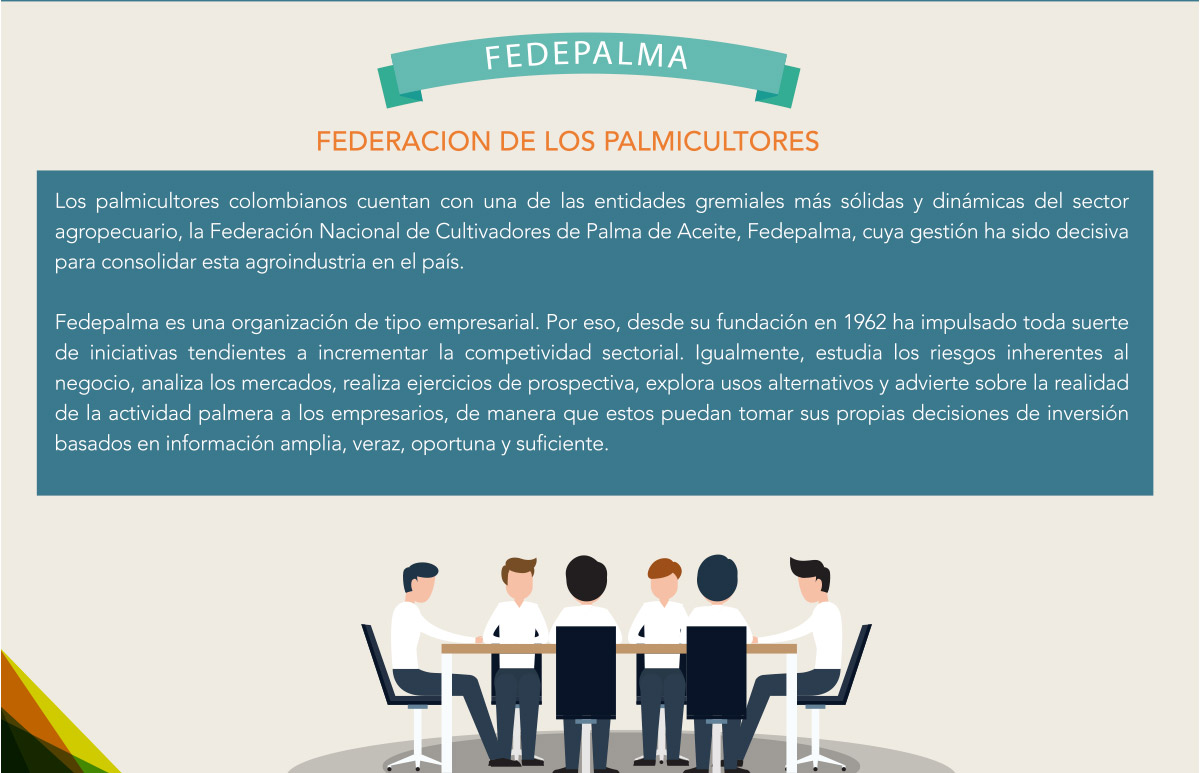 FEDEPALMA
FEDERACION DE LOS PALMICULTORES
Los palmicultores colombianos cuentan con una de las entidades gremiales más sólidas y dinámicas del sector
agropecuario, la Federación Nacional de Cultivadores de Palma de Aceite, Fedepalma, cuya gestión ha sido decisiva
para consolidar esta agroindustria en el país.
Fedepalma es una organización de tipo empresarial. Por eso, desde su fundación en 1962 ha impulsado toda suerte
de iniciativas tendientes a incrementar la competividad sectorial. Igualmente, estudia los riesgos inherentes al
negocio, analiza los mercados, realiza ejercicios de prospectiva, explora usos alternativos y advierte sobre la realidad
de la actividad palmera a los empresarios, de manera que estos puedan tomar sus propias decisiones de inversión
basados en información amplia, veraz, oportuna y suficiente.